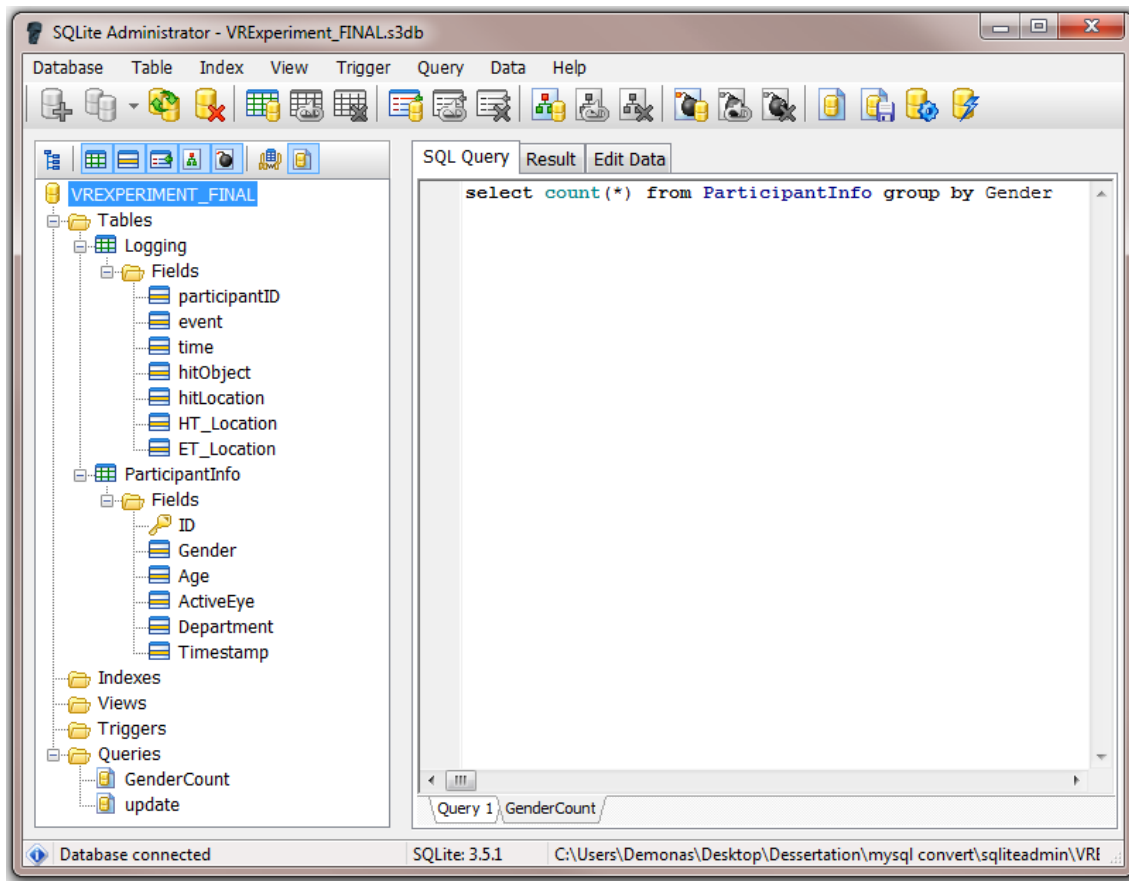 SQLite Administrator - VRExperiment_FINAL.s3db
Database Table Index View Trigger Query Data Help
SQL Query Result Edit Data
select count(*) from ParticipantInfo group by Gender
VREXPERIMENT_FINAL
Tables
Logging
Fields
participantID
event
time
hitObject
hitLocation
HT_Location
ET_Location
ParticipantInfo
Fields
ID
Gender
Age
ActiveEye
Department
Timestamp
Indexes
Views
Triggers
Queries
GenderCount
update
Query 1 GenderCount
Database connected SQLite: 3.5.1 C:\Users\Demonas\Desktop\Dessertation\mysql convert\sqliteadmin\VRE